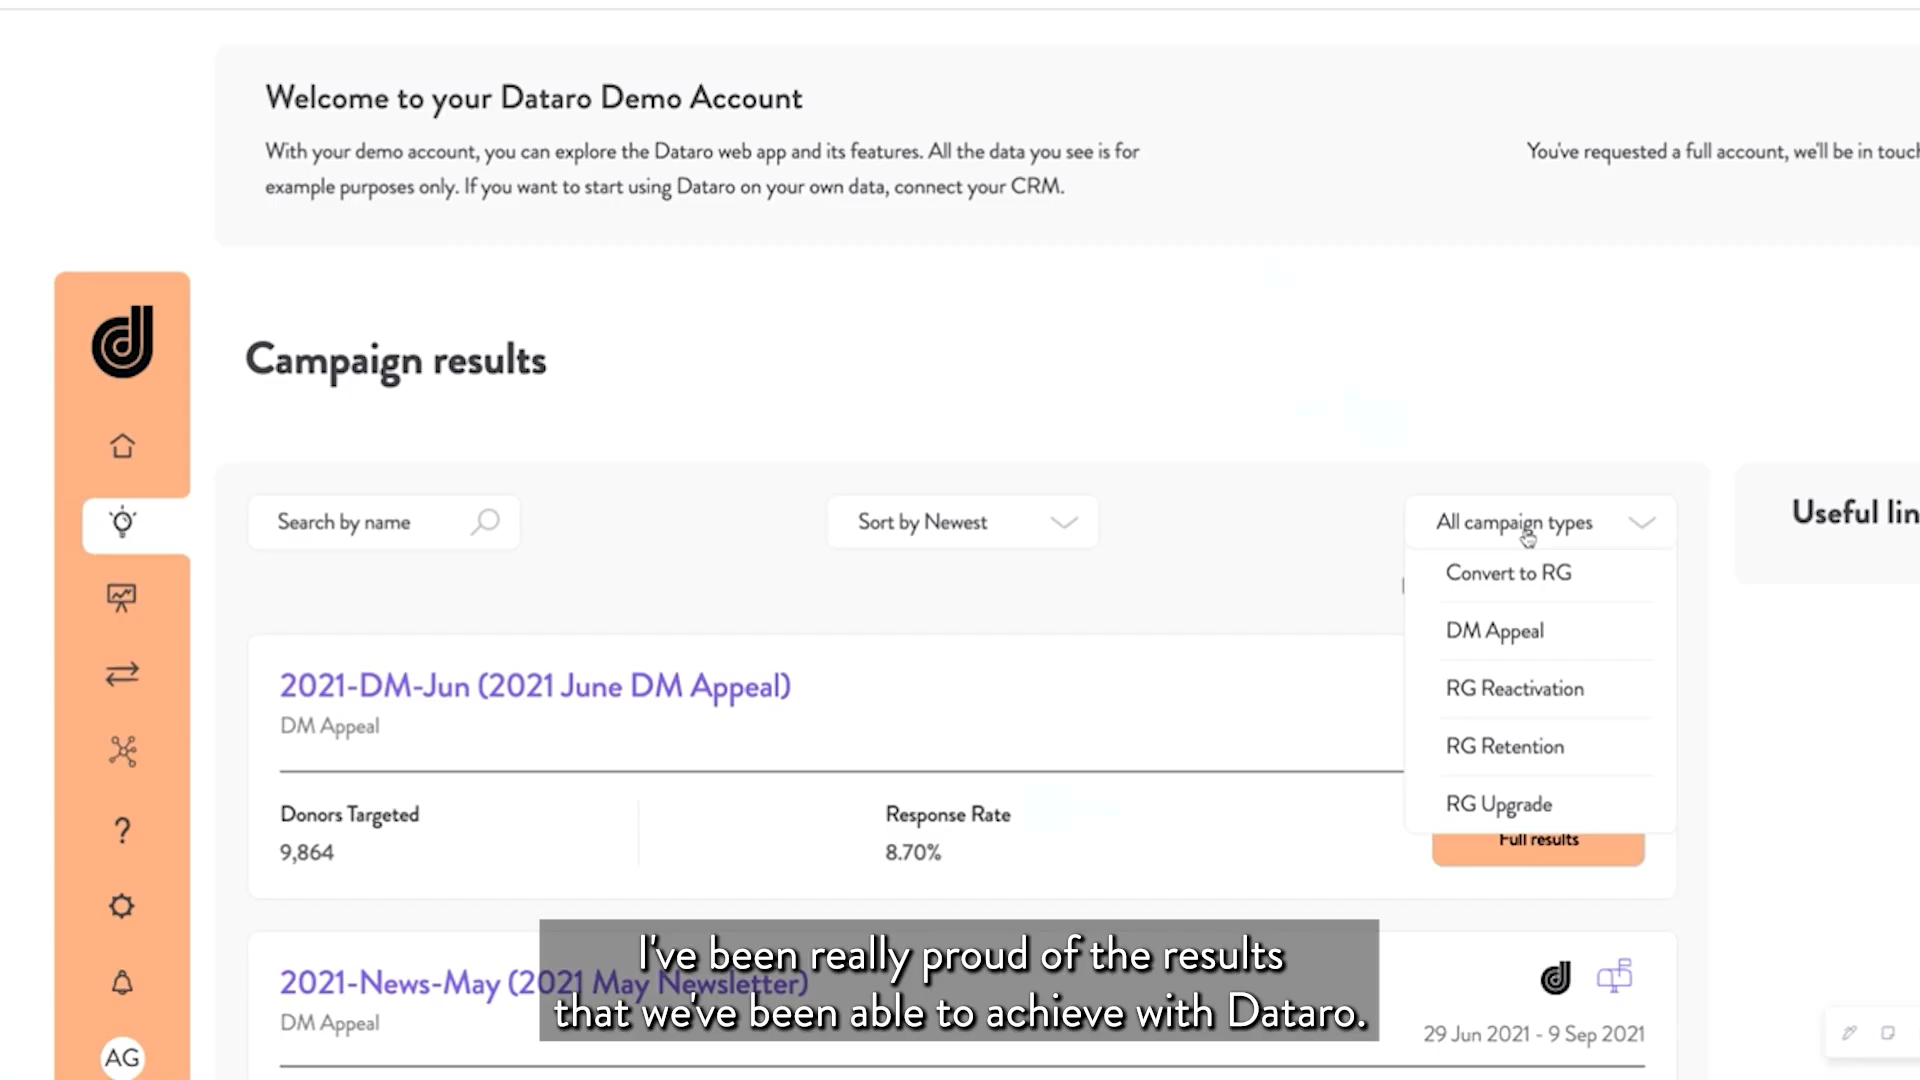 Welcome to your Dataro Demo Account
With your demo account, you can explore the Dataro web app and its features. All the data you see is for
example purposes only. If you want to start using Dataro on your own data, connect your CRM.
You've requested a full account, we'll be in touch
Campaign results
Search by name
Sort by Newest
All campaign types
Useful lin
Convert to RG
DM Appeal
RG Reactivation
RG Retention
RG Upgrade
2021-DM-Jun (2021 June DM Appeal)
DM Appeal
Donors Targeted
9,864
Response Rate
8.70%
Full results
2021-News-May (2021 May Newsletter)
DM Appeal
29 Jun 2021 - 9 Sep 2021
I've been really proud of the results
that we've been able to achieve with Dataro.
AG